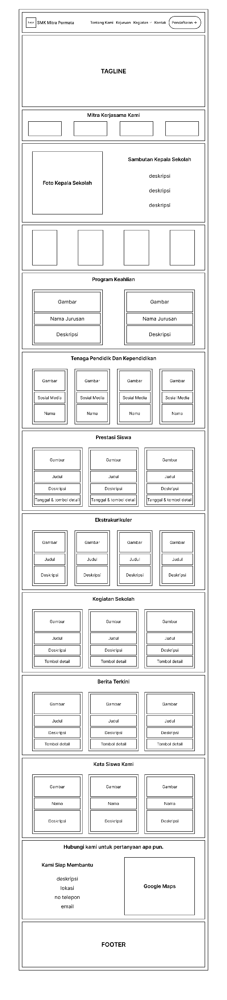 Logo SMK Mitra Permata Tentang Kami Kejuruan Kegiatan Kontak Pendaftaran →
TAGLINE
Mitra Kerjasama Kami
Sambutan Kepala Sekolah
Foto Kepala Sekolah
deskripsi
deskripsi
deskripsi
Program Keahlian
Gambar Gambar
Nama Jurusan Nama Jurusan
Deskripsi Deskripsi
Tenaga Pendidik Dan Kependidikan
Gambar Gambar Gambar Gambar
Sosial Media Sosial Media Sosial Media Sosial Media
Nama Nama Nama Nama
Prestasi Siswa
Gambar Gambar Gambar
Judul Judul Judul
Deskripsi Deskripsi Deskripsi
Tanggal & tombol detail Tanggal & tombol detail Tanggal & tombol detail
Ekstrakurikuler
Gambar Gambar Gambar Gambar
Judul Judul Judul Judul
Deskripsi Deskripsi Deskripsi Deskripsi
Kegiatan Sekolah
Gambar Gambar Gambar
Judul Judul Judul
Deskripsi Deskripsi Deskripsi
Tombol detail Tombol detail Tombol detail
Berita Terkini
Gambar Gambar Gambar
Judul Judul Judul
Deskripsi Deskripsi Deskripsi
Tombol detail Tombol detail Tombol detail
Kata Siswa Kami
Gambar Gambar Gambar
Nama Nama Nama
Deskripsi Deskripsi Deskripsi
Hubungi kami untuk pertanyaan apa pun.
Kami Siap Membantu
deskripsi
lokasi
no telepon
email
Google Maps
FOOTER